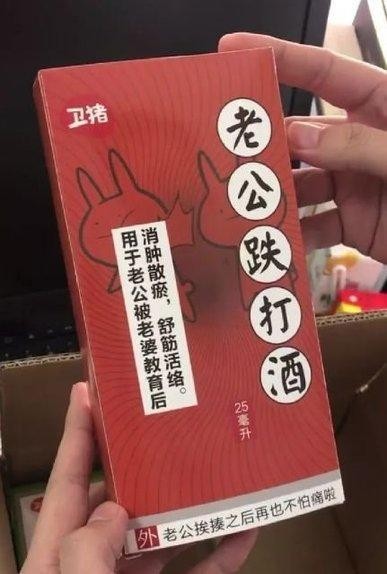 卫猪
老公跌打酒
消肿散瘀，舒筋活络。
用于老公被老婆教育后
25毫升
外 老公挨揍之后再也不怕痛啦